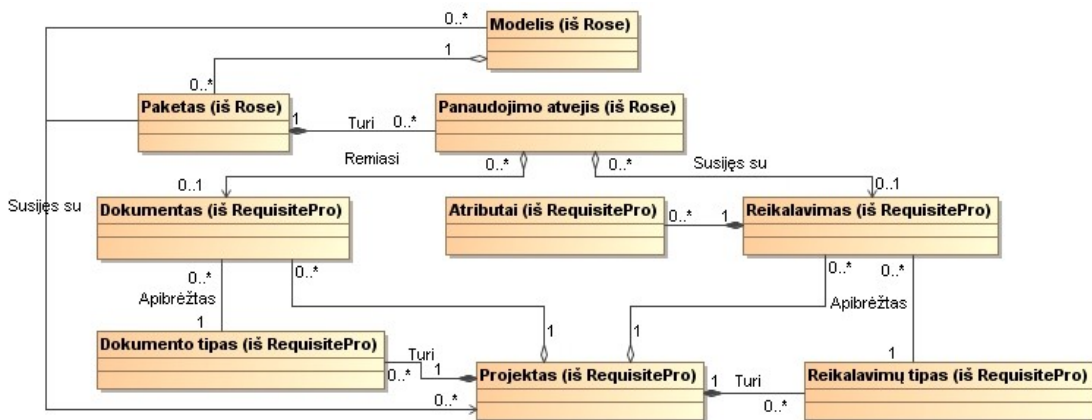 0..*
Modelis (iš Rose)
1
0..*
Paketas (iš Rose)
Panaudojimo atvejis (iš Rose)
1
Turi
0..*
Remiasi
0..*
0..*
Susijęs su
0..1
0..1
Susijęs su
Dokumentas (iš RequisitePro)
Atributai (iš RequisitePro)
0..*
1
Reikalavimas (iš RequisitePro)
0..*
0..*
0..*
0..*
Apibrėžtas
Apibrėžtas
1
1
1
1
Dokumento tipas (iš RequisitePro)
Turi
0..*
1
Projektas (iš RequisitePro)
1
Turi
0..*
Reikalavimų tipas (iš RequisitePro)
0..*